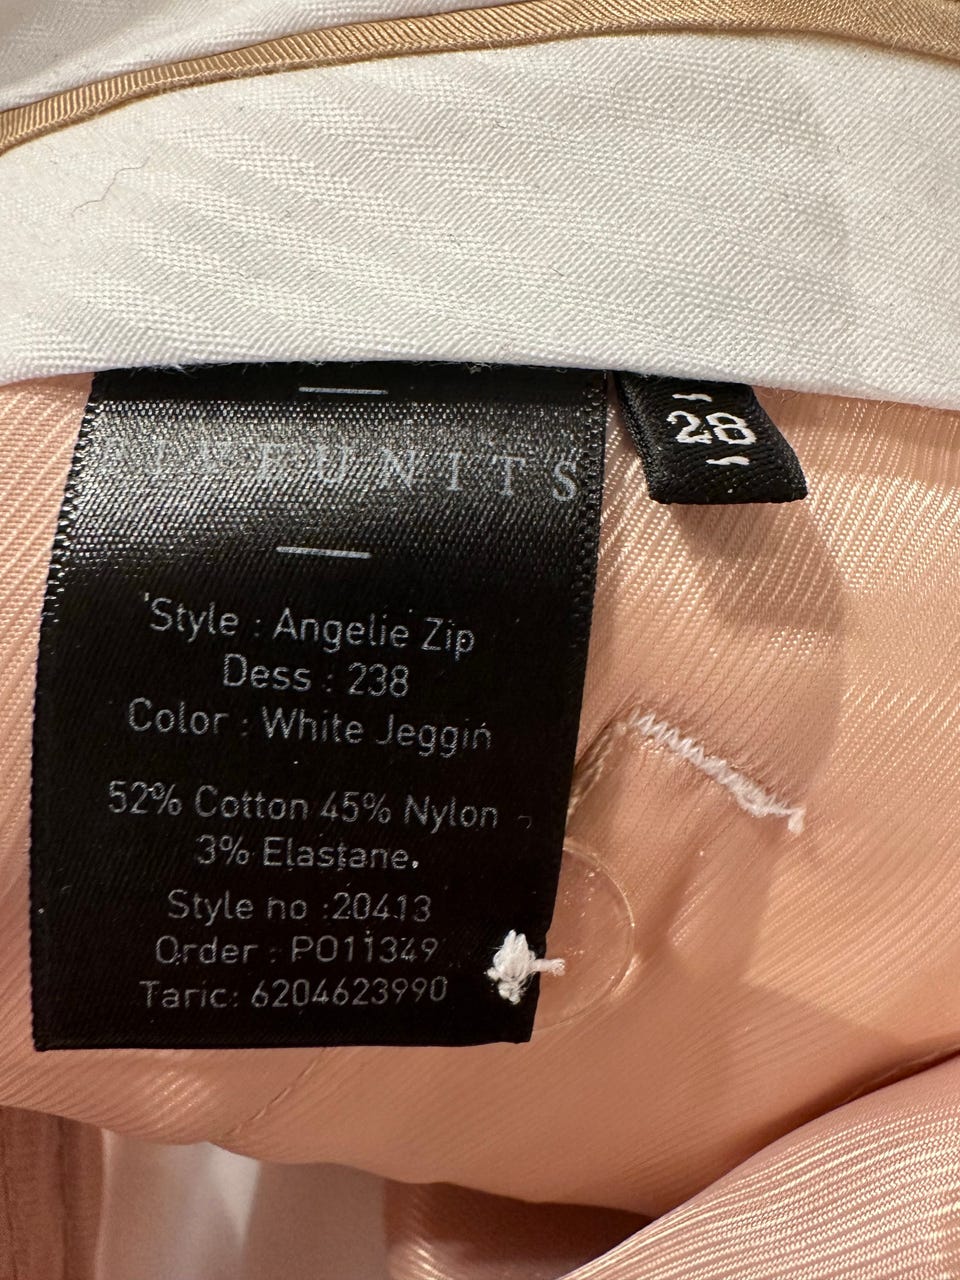 FIVEUNITS
28
Style : Angelie Zip
Dess : 238
Color : White Jeggin
52% Cotton 45% Nylon
3% Elastane.
Style no :20413
Order : PO11349
Taric: 6204623990